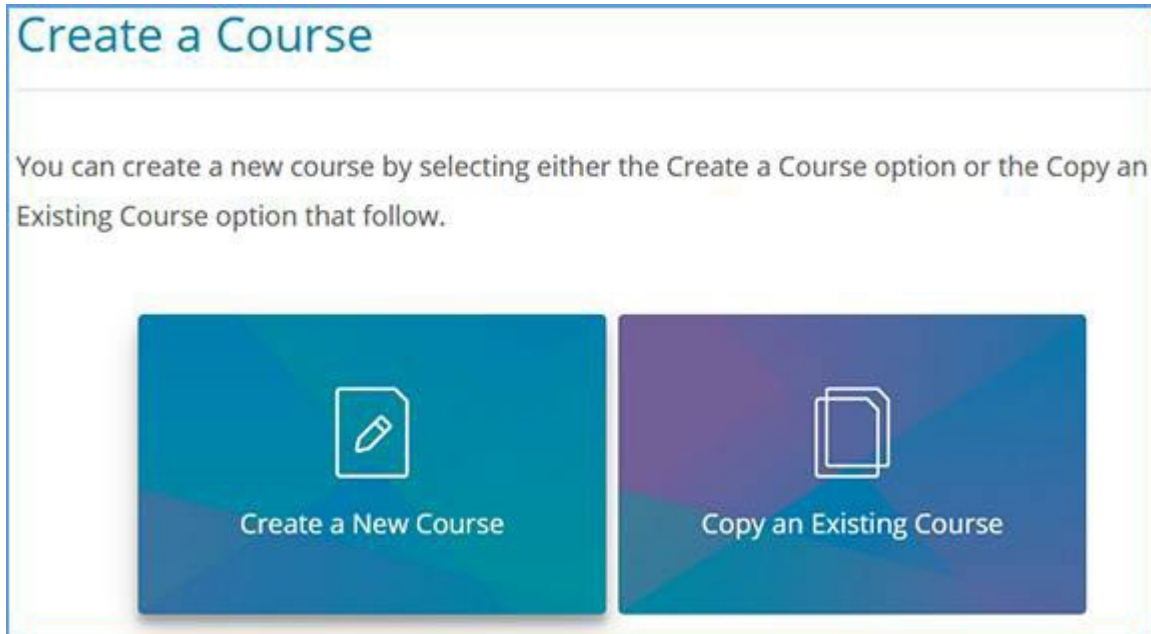 Create a Course
You can create a new course by selecting either the Create a Course option or the Copy an
Existing Course option that follow.
Create a New Course
Copy an Existing Course